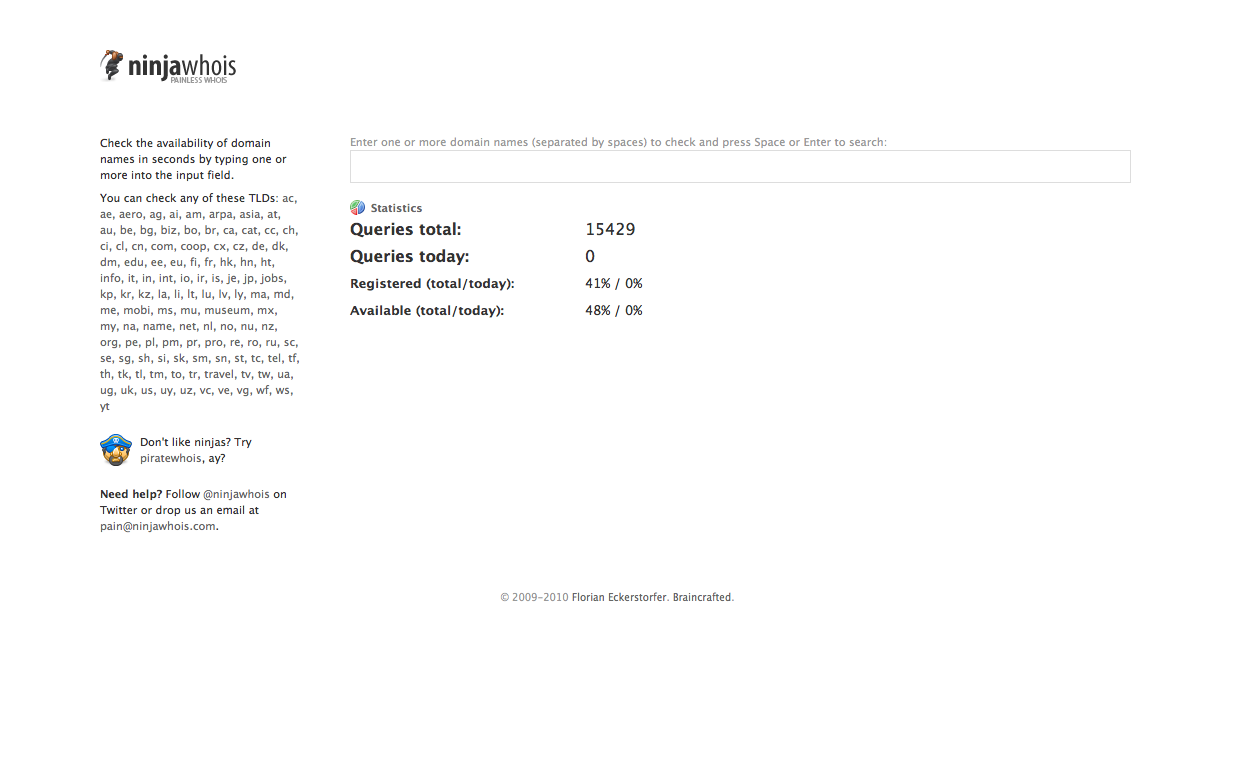 ninjawhois
PAINLESS WHOIS
Check the availability of domain
names in seconds by typing one or
more into the input field.
You can check any of these TLDs: ac,
ae, aero, ag, ai, am, arpa, asia, at,
au, be, bg, biz, bo, br, ca, cat, cc, ch,
ci, cl, cn, com, coop, cx, cz, de, dk,
dm, edu, ee, eu, fi, fr, hk, hn, ht,
info, it, in, int, io, ir, is, je, jp, jobs,
kp, kr, kz, la, li, lt, lu, lv, ly, ma, md,
me, mobi, ms, mu, museum, mx,
my, na, name, net, nl, no, nu, nz,
org, pe, pl, pm, pr, pro, re, ro, ru, sc,
se, sg, sh, si, sk, sm, sn, st, tc, tel, tf,
th, tk, tl, tm, to, tr, travel, tv, tw, ua,
ug, uk, us, uy, uz, vc, ve, vg, wf, ws,
yt
Don't like ninjas? Try
piratewhois, ay?
Need help? Follow @ninjawhois on
Twitter or drop us an email at
pain@ninjawhois.com.
Enter one or more domain names (separated by spaces) to check and press Space or Enter to search:
Statistics
Queries total: 15429
Queries today: 0
Registered (total/today): 41% / 0%
Available (total/today): 48% / 0%
© 2009–2010 Florian Eckerstorfer. Braincrafted.